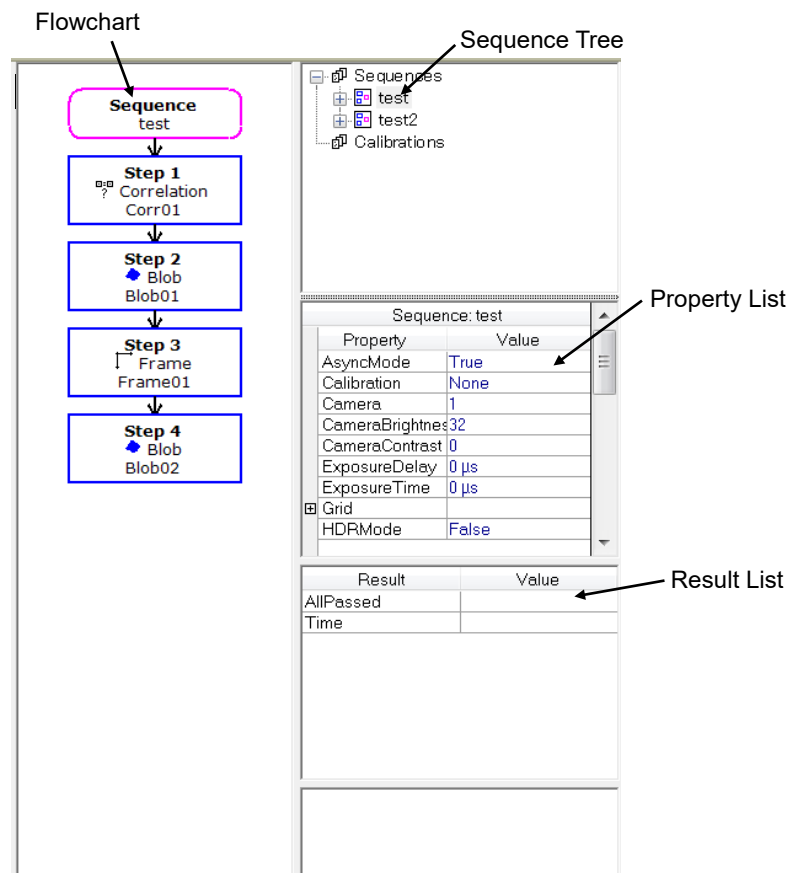 Flowchart
Sequence Tree
Sequence
test
Step 1
Correlation
Corr01
Step 2
Blob
Blob01
Step 3
Frame
Frame01
Step 4
Blob
Blob02
Sequences
test
test2
Calibrations
Property List
Sequence: test
Property Value
AsyncMode True
Calibration None
Camera 1
CameraBrightnes 32
CameraContrast 0
ExposureDelay 0 µs
ExposureTime 0 µs
Grid
HDRMode False
Result List
Result Value
AllPassed
Time